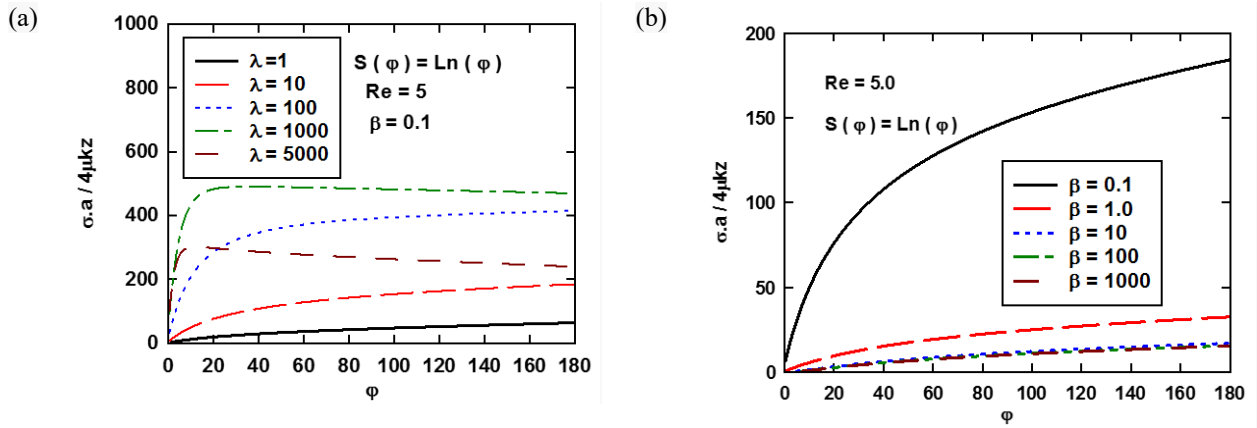 (a)
1000
800
600
400
200
0
σ.a / 4μkz
λ =1
λ = 10
λ = 100
λ = 1000
λ = 5000
S ( φ ) = Ln ( φ )
Re = 5
β = 0.1
0 20 40 60 80 100 120 140 160 180
φ
(b)
200
150
100
50
0
σ.a / 4μkz
Re = 5.0
S ( φ ) = Ln ( φ )
β = 0.1
β = 1.0
β = 10
β = 100
β = 1000
0 20 40 60 80 100 120 140 160 180
φ